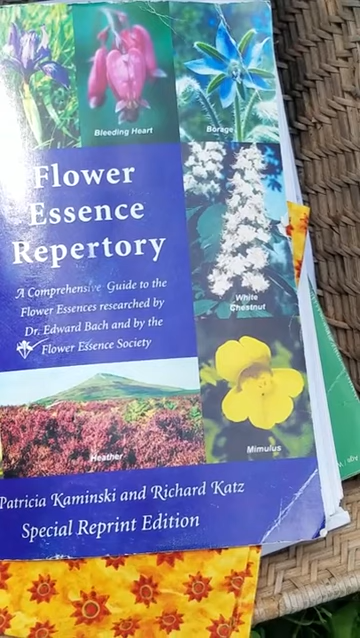 Bleeding Heart
Borage
Flower
Essence
Repertory
A Comprehensive Guide to the
Flower Essences researched by
Dr. Edward Bach and by the
Flower Essence Society
White
Chestnut
Mimulus
Heather
Patricia Kaminski and Richard Katz
Special Reprint Edition